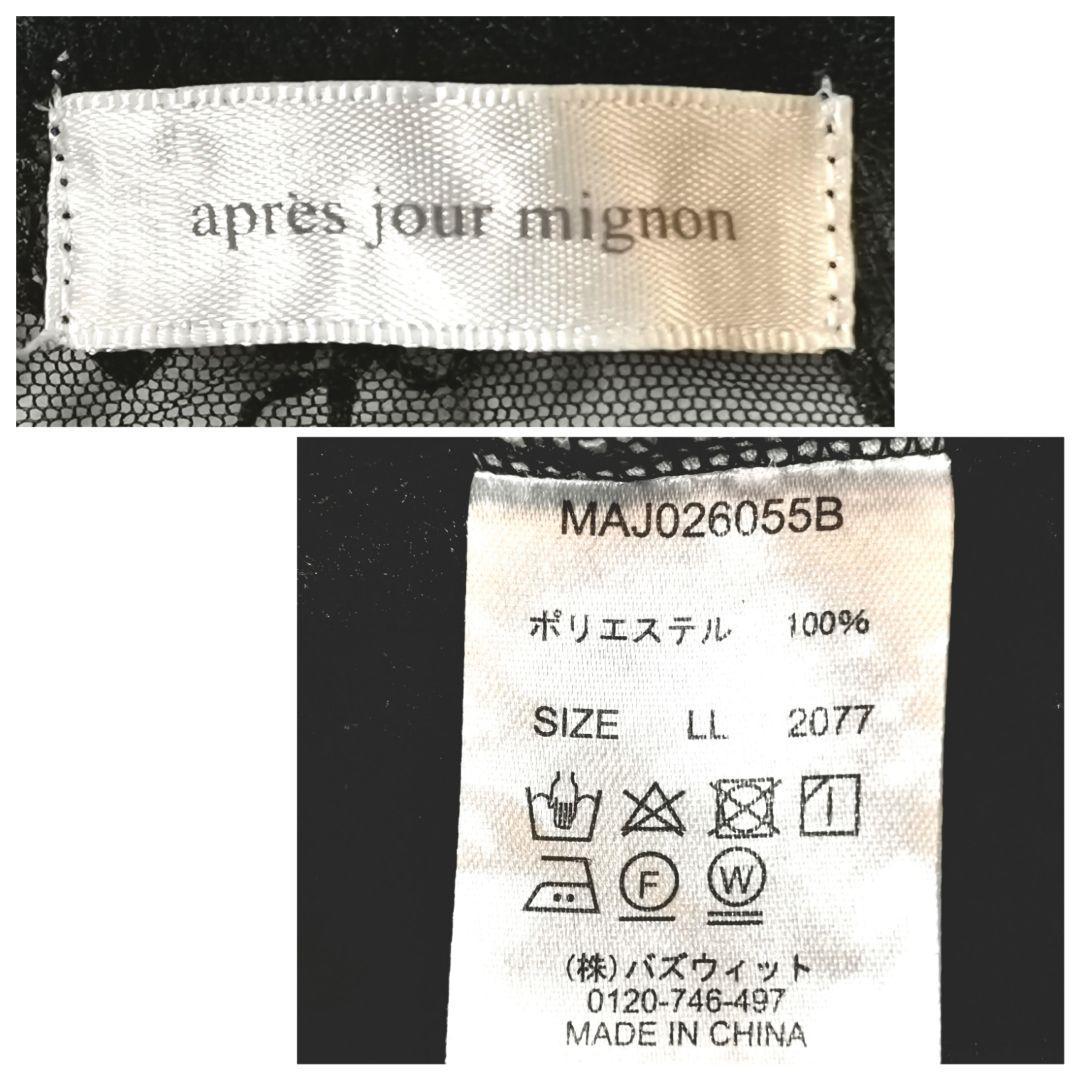 après jour mignon
MAJ026055B
ポリエステル 100%
SIZE LL 2077
F W
(株)バズウィット
0120-746-497
MADE IN CHINA